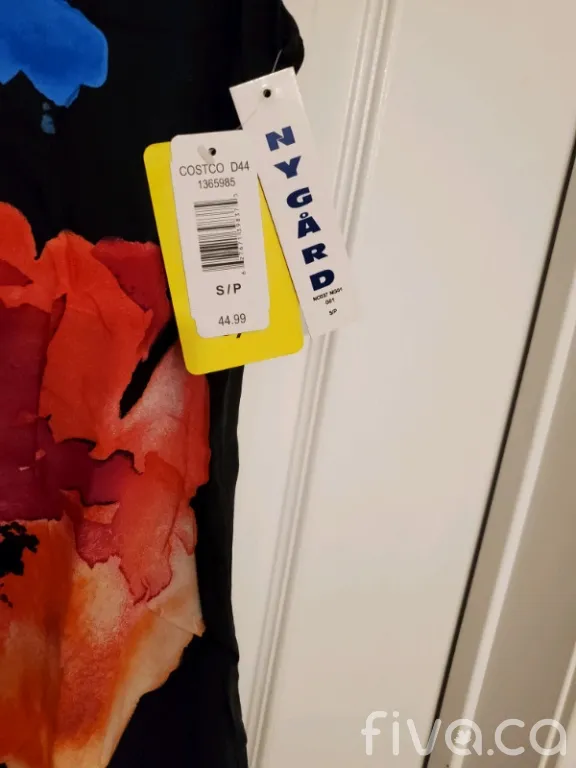 COSTCO D44
1365985
S/P
44.99
NYGÅRD
S/P
fiva.ca